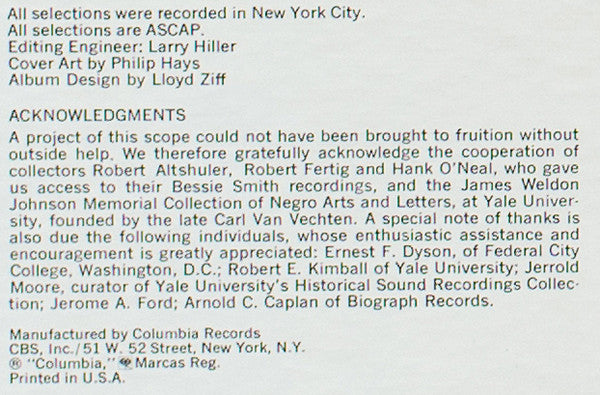 All selections were recorded in New York City.
All selections are ASCAP.
Editing Engineer: Larry Hiller
Cover Art by Philip Hays
Album Design by Lloyd Ziff
ACKNOWLEDGMENTS
A project of this scope could not have been brought to fruition without
outside help. We therefore gratefully acknowledge the cooperation of
collectors Robert Altshuler, Robert Fertig and Hank O'Neal, who gave
us access to their Bessie Smith recordings, and the James Weldon
Johnson Memorial Collection of Negro Arts and Letters, at Yale Univer-
sity, founded by the late Carl Van Vechten. A special note of thanks is
also due the following individuals, whose enthusiastic assistance and
encouragement is greatly appreciated: Ernest F. Dyson, of Federal City
College, Washington, D.C.; Robert E. Kimball of Yale University; Jerrold
Moore, curator of Yale University's Historical Sound Recordings Collec-
tion; Jerome A. Ford; Arnold C. Caplan of Biograph Records.
Manufactured by Columbia Records
CBS, Inc./51 W. 52 Street, New York, N.Y.
® "Columbia," Marcas Reg.
Printed in U.S.A.